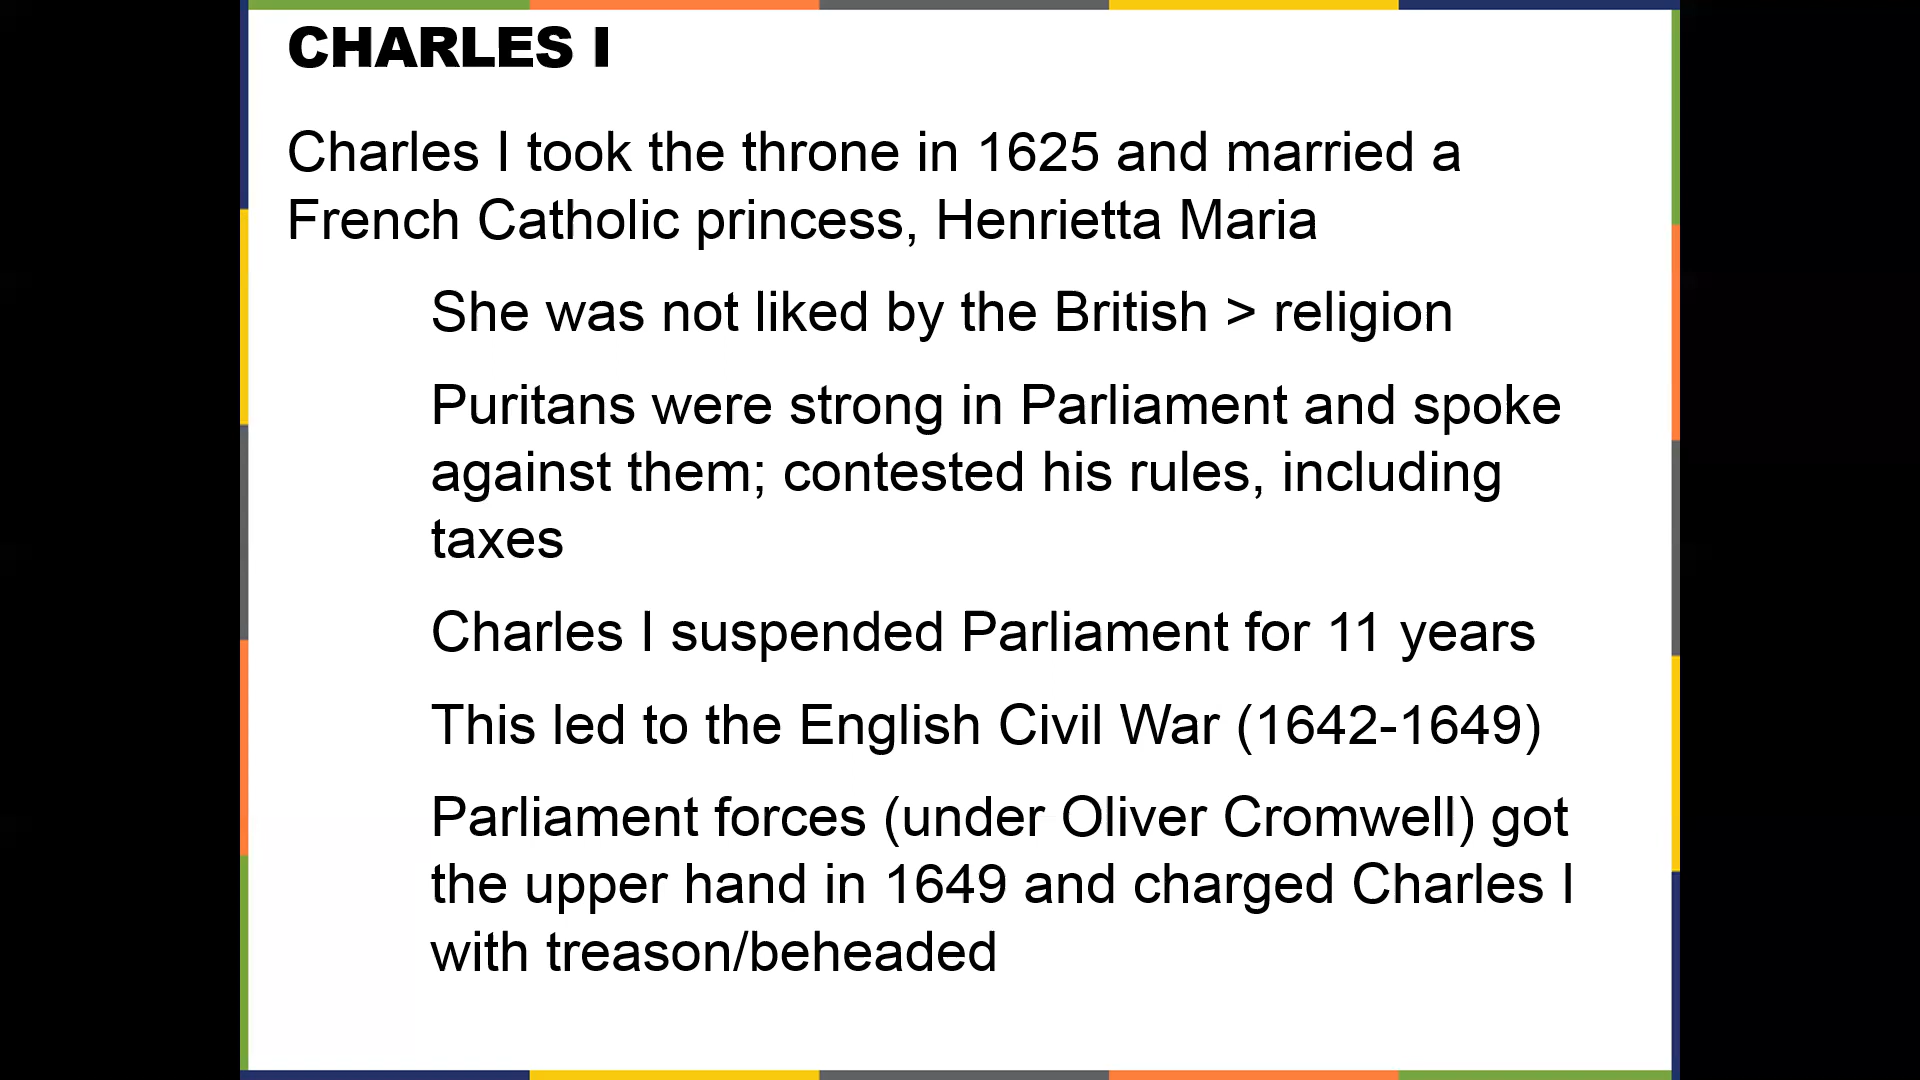 CHARLES I
Charles I took the throne in 1625 and married a
French Catholic princess, Henrietta Maria
She was not liked by the British > religion
Puritans were strong in Parliament and spoke
against them; contested his rules, including
taxes
Charles I suspended Parliament for 11 years
This led to the English Civil War (1642-1649)
Parliament forces (under Oliver Cromwell) got
the upper hand in 1649 and charged Charles I
with treason/beheaded